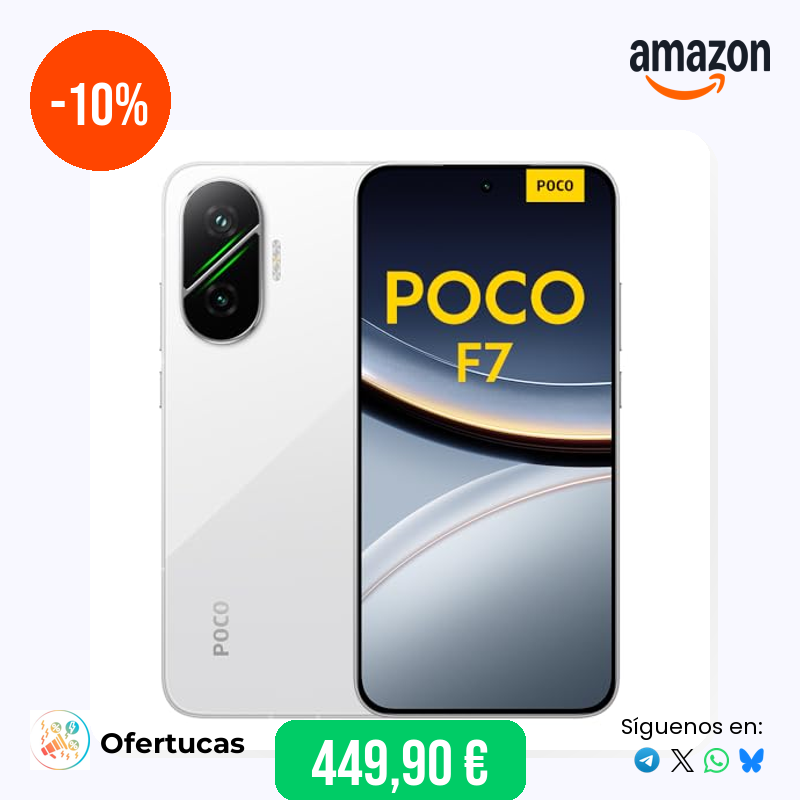 -10%
amazon
POCO
POCO
F7
POCO
Ofertucas
449,90 €
Síguenos en: